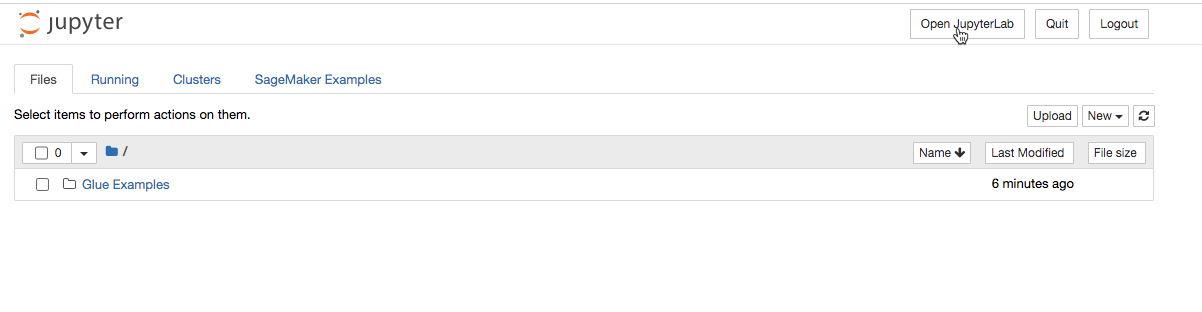 jupyter Open JupyterLab Quit Logout
Files Running Clusters SageMaker Examples
Select items to perform actions on them. Upload New
0 / Name Last Modified File size
Glue Examples 6 minutes ago